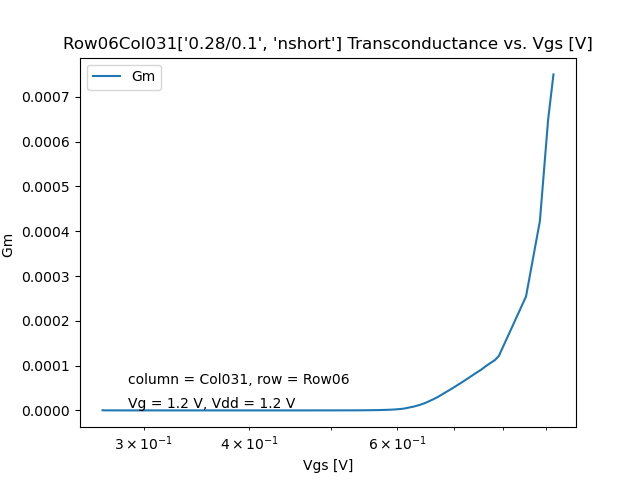 Row06Col031['0.28/0.1', 'nshort'] Transconductance vs. Vgs [V]
Gm
0.0007
0.0006
0.0005
0.0004
0.0003
0.0002
0.0001
0.0000
Gm
column = Col031, row = Row06
Vg = 1.2 V, Vdd = 1.2 V
3 × 10⁻¹
4 × 10⁻¹
6 × 10⁻¹
Vgs [V]